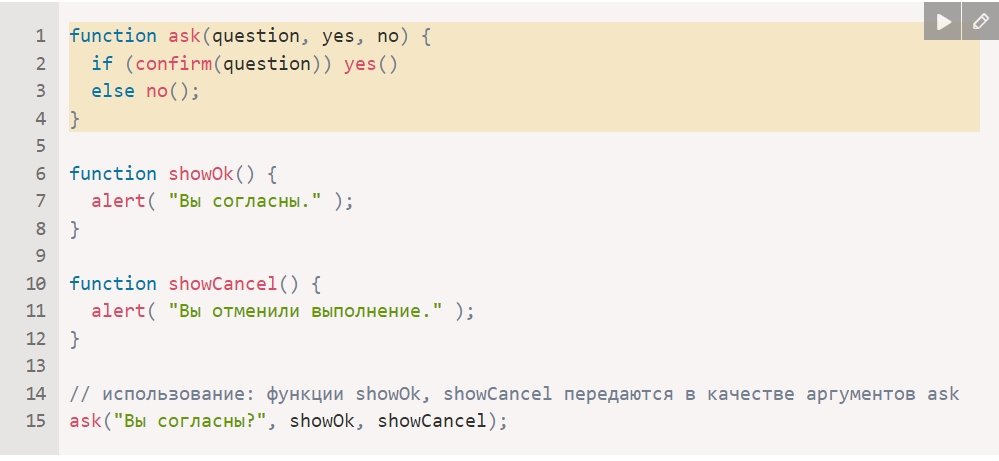 1 function ask(question, yes, no) {
2   if (confirm(question)) yes()
3   else no();
4 }
5
6 function showOk() {
7   alert( "Вы согласны." );
8 }
9
10 function showCancel() {
11   alert( "Вы отменили выполнение." );
12 }
13
14 // использование: функции showOk, showCancel передаются в качестве аргументов ask
15 ask("Вы согласны?", showOk, showCancel);